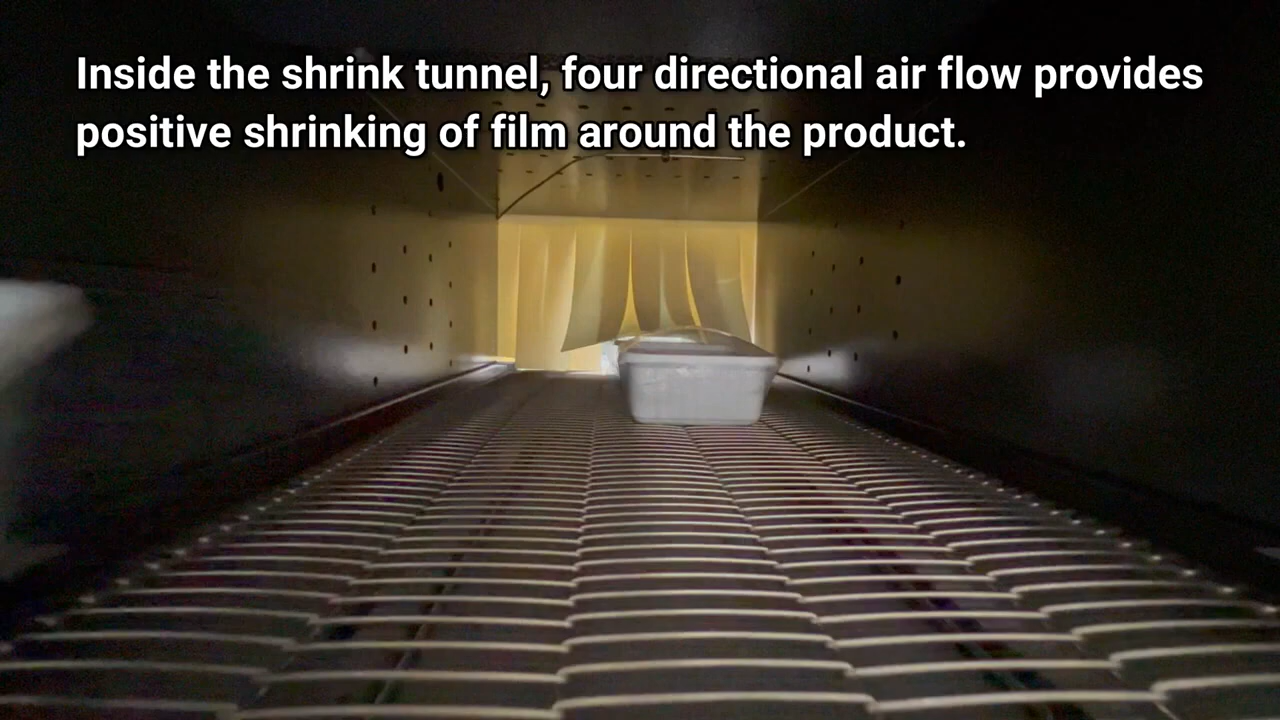 Inside the shrink tunnel, four directional air flow provides
positive shrinking of film around the product.